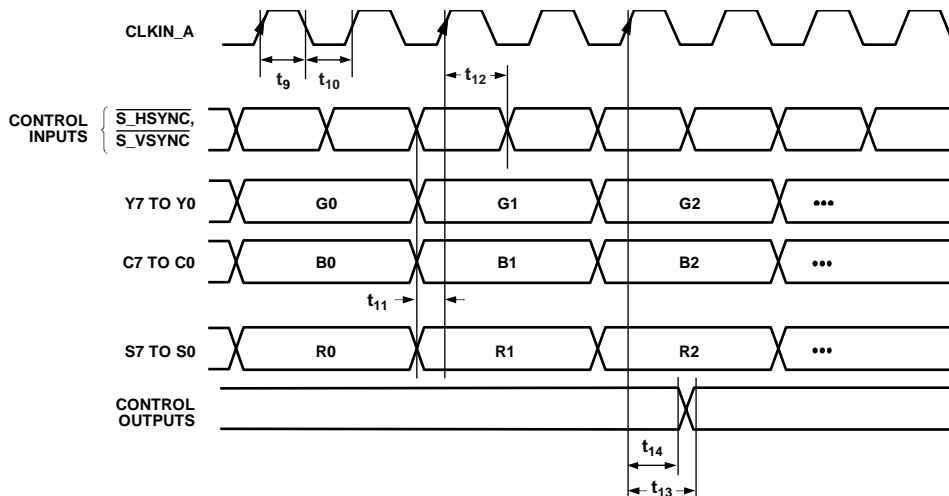 CLKIN_A
t9 t10 t12
CONTROL INPUTS { S_HSYNC,
S_VSYNC
Y7 TO Y0 G0 G1 G2 •••
C7 TO C0 B0 B1 B2 •••
t11
S7 TO S0 R0 R1 R2 •••
CONTROL
OUTPUTS
t14
t13